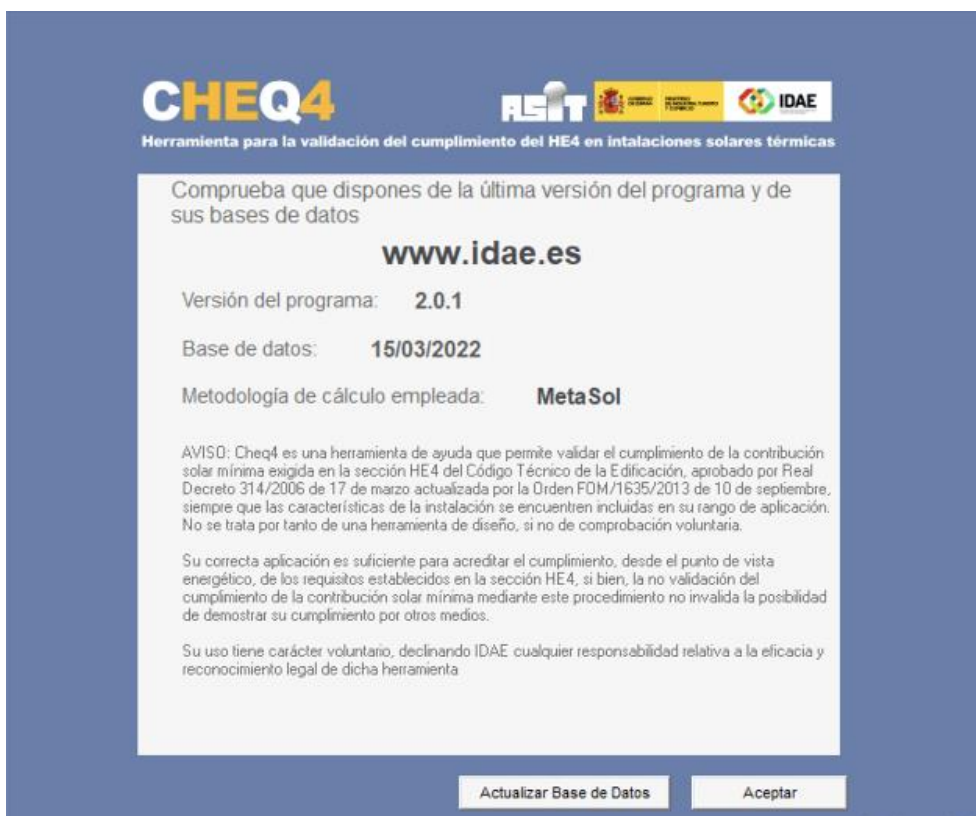 CHEQ4
ASIT
GOBIERNO DE ESPAÑA
MINISTERIO DE INDUSTRIA, TURISMO Y COMERCIO
IDAE
Herramienta para la validación del cumplimiento del HE4 en intalaciones solares térmicas
Comprueba que dispones de la última versión del programa y de
sus bases de datos
www.idae.es
Versión del programa: 2.0.1
Base de datos: 15/03/2022
Metodología de cálculo empleada: MetaSol
AVISO: Cheq4 es una herramienta de ayuda que permite validar el cumplimiento de la contribución
solar mínima exigida en la sección HE4 del Código Técnico de la Edificación, aprobado por Real
Decreto 314/2006 de 17 de marzo actualizada por la Orden FOM/1635/2013 de 10 de septiembre,
siempre que las características de la instalación se encuentren incluidas en su rango de aplicación.
No se trata por tanto de una herramienta de diseño, si no de comprobación voluntaria.
Su correcta aplicación es suficiente para acreditar el cumplimiento, desde el punto de vista
energético, de los requisitos establecidos en la sección HE4, si bien, la no validación del
cumplimiento de la contribución solar mínima mediante este procedimiento no invalida la posibilidad
de demostrar su cumplimiento por otros medios.
Su uso tiene carácter voluntario, declinando IDAE cualquier responsabilidad relativa a la eficacia y
reconocimiento legal de dicha herramienta
Actualizar Base de Datos
Aceptar